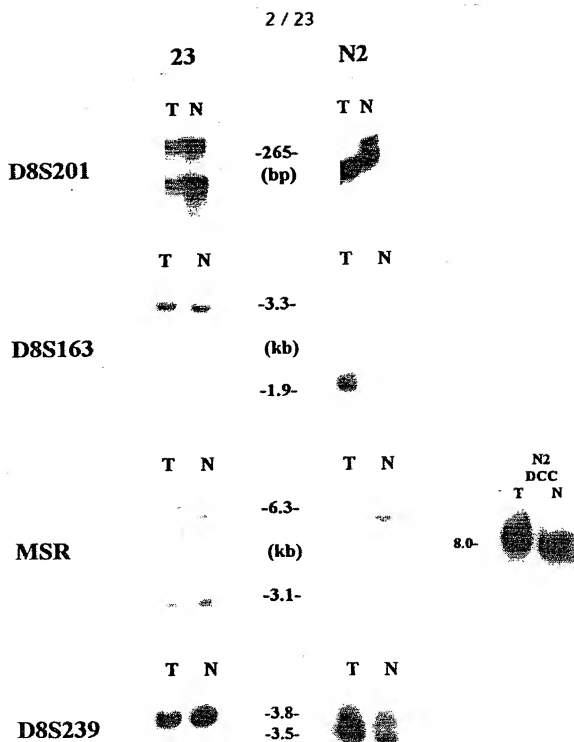 2 / 23
23 N2
T N T N
D8S201 -265-
(bp)
T N T N
-3.3-
D8S163 (kb)
-1.9-
T N T N N2
DCC
T N
-6.3-
MSR (kb) 8.0-
-3.1-
T N T N
D8S239 -3.8-
-3.5-